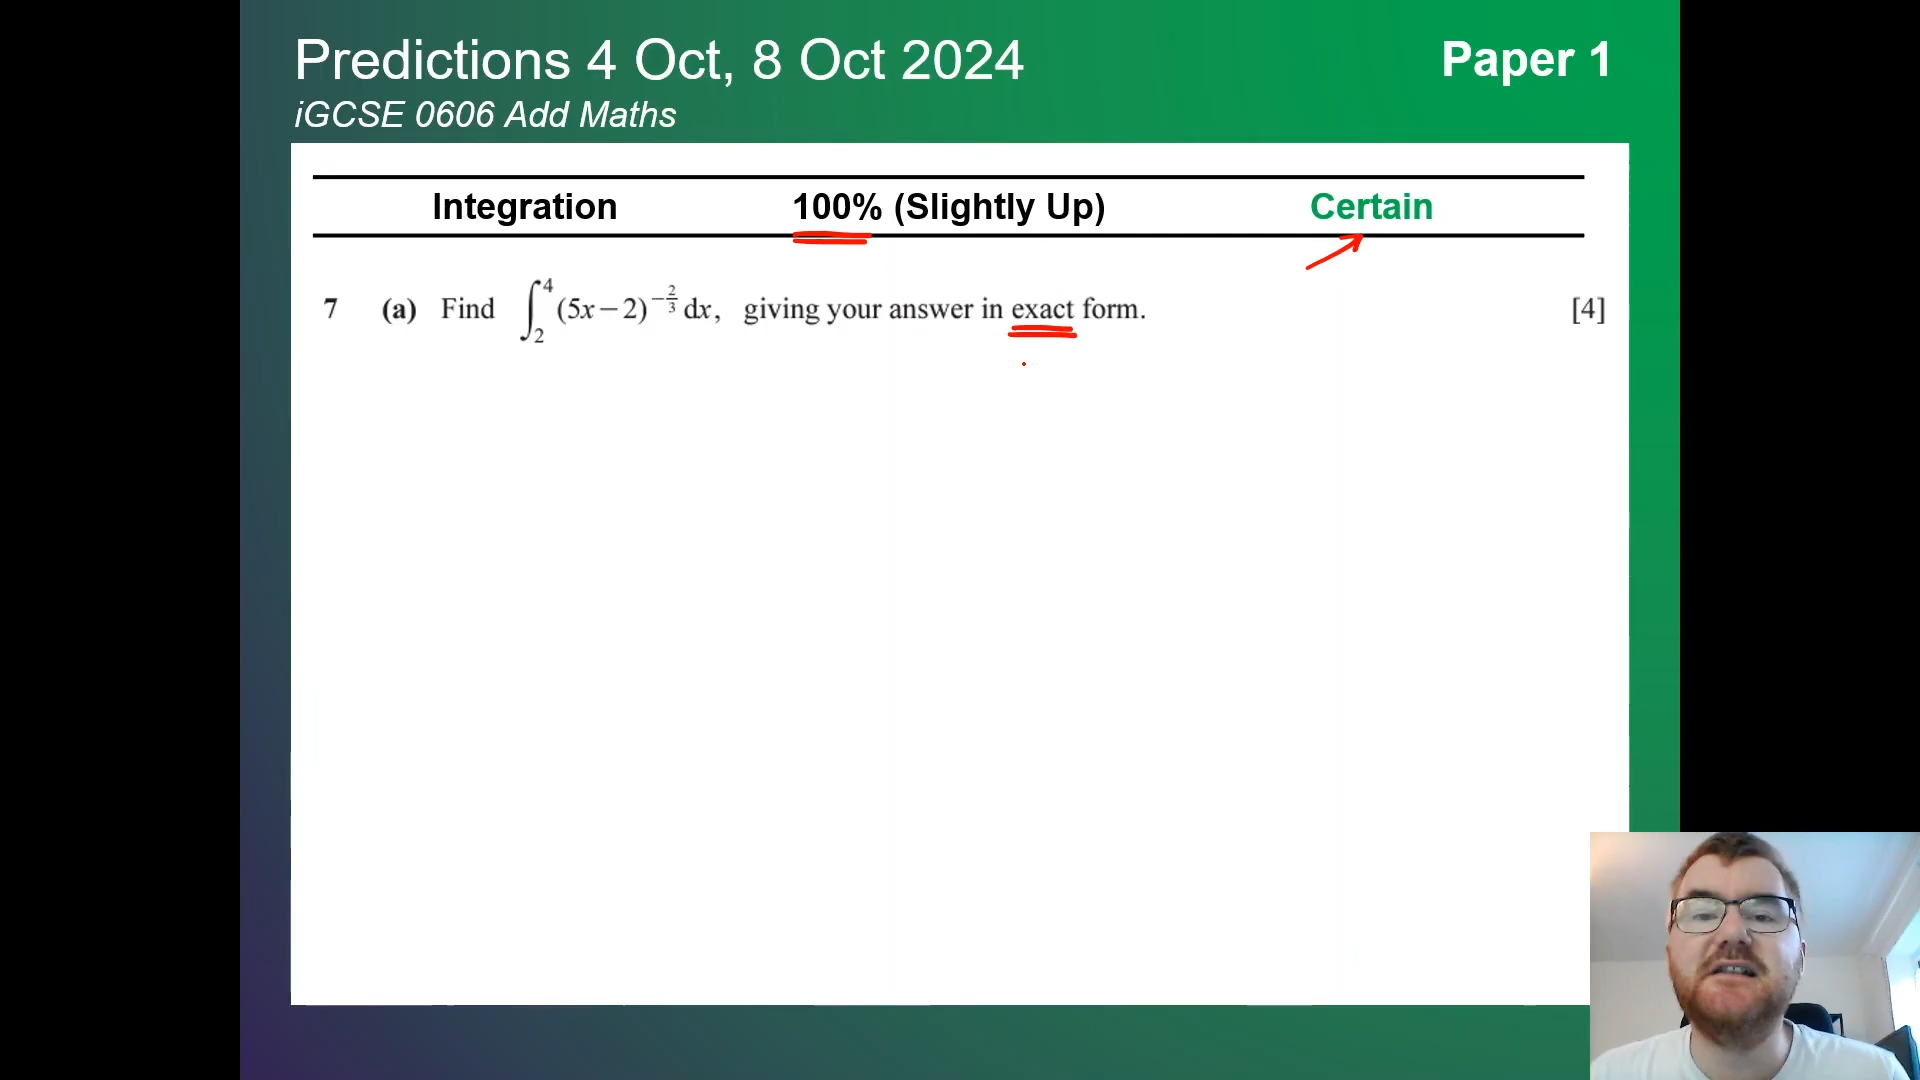 Predictions 4 Oct, 8 Oct 2024
Paper 1
iGCSE 0606 Add Maths
Integration 100% (Slightly Up) Certain
7 (a) Find ∫₂⁴ (5x − 2)^(−2/3) dx, giving your answer in exact form. [4]